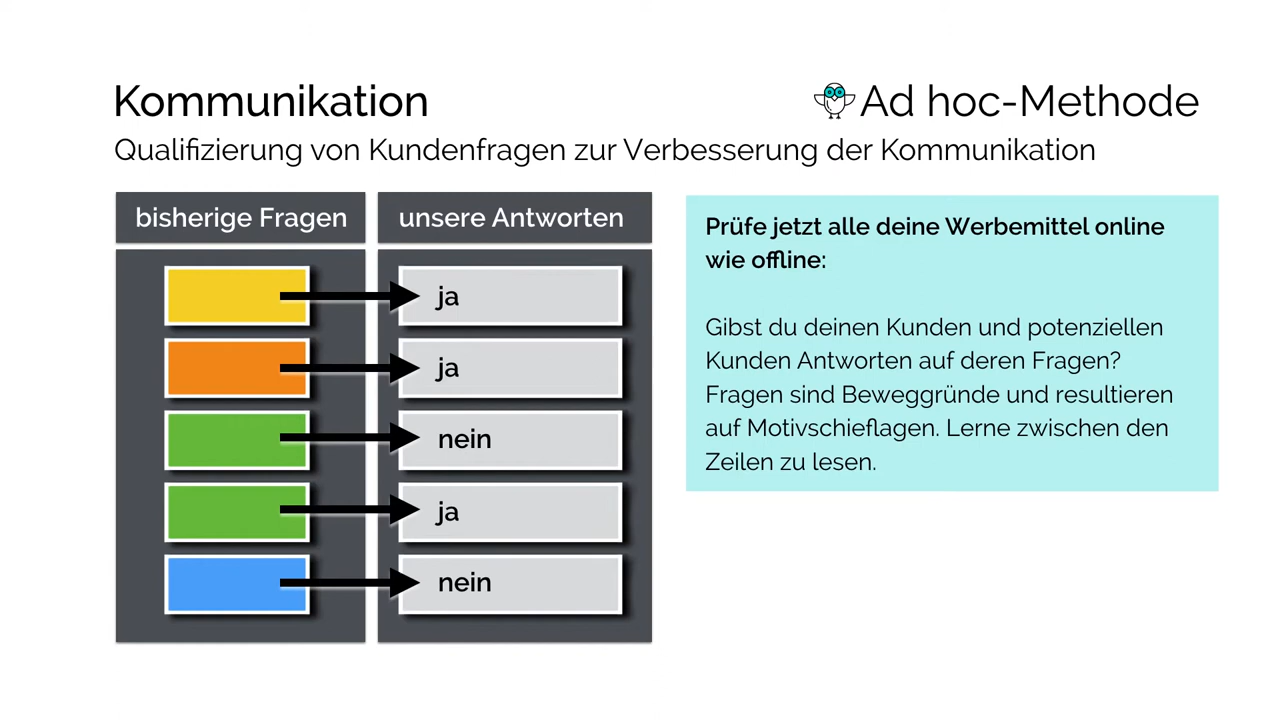 Kommunikation
Ad hoc-Methode
Qualifizierung von Kundenfragen zur Verbesserung der Kommunikation
bisherige Fragen
unsere Antworten
ja
ja
nein
ja
nein
Prüfe jetzt alle deine Werbemittel online
wie offline:
Gibst du deinen Kunden und potenziellen
Kunden Antworten auf deren Fragen?
Fragen sind Beweggründe und resultieren
auf Motivschieflagen. Lerne zwischen den
Zeilen zu lesen.